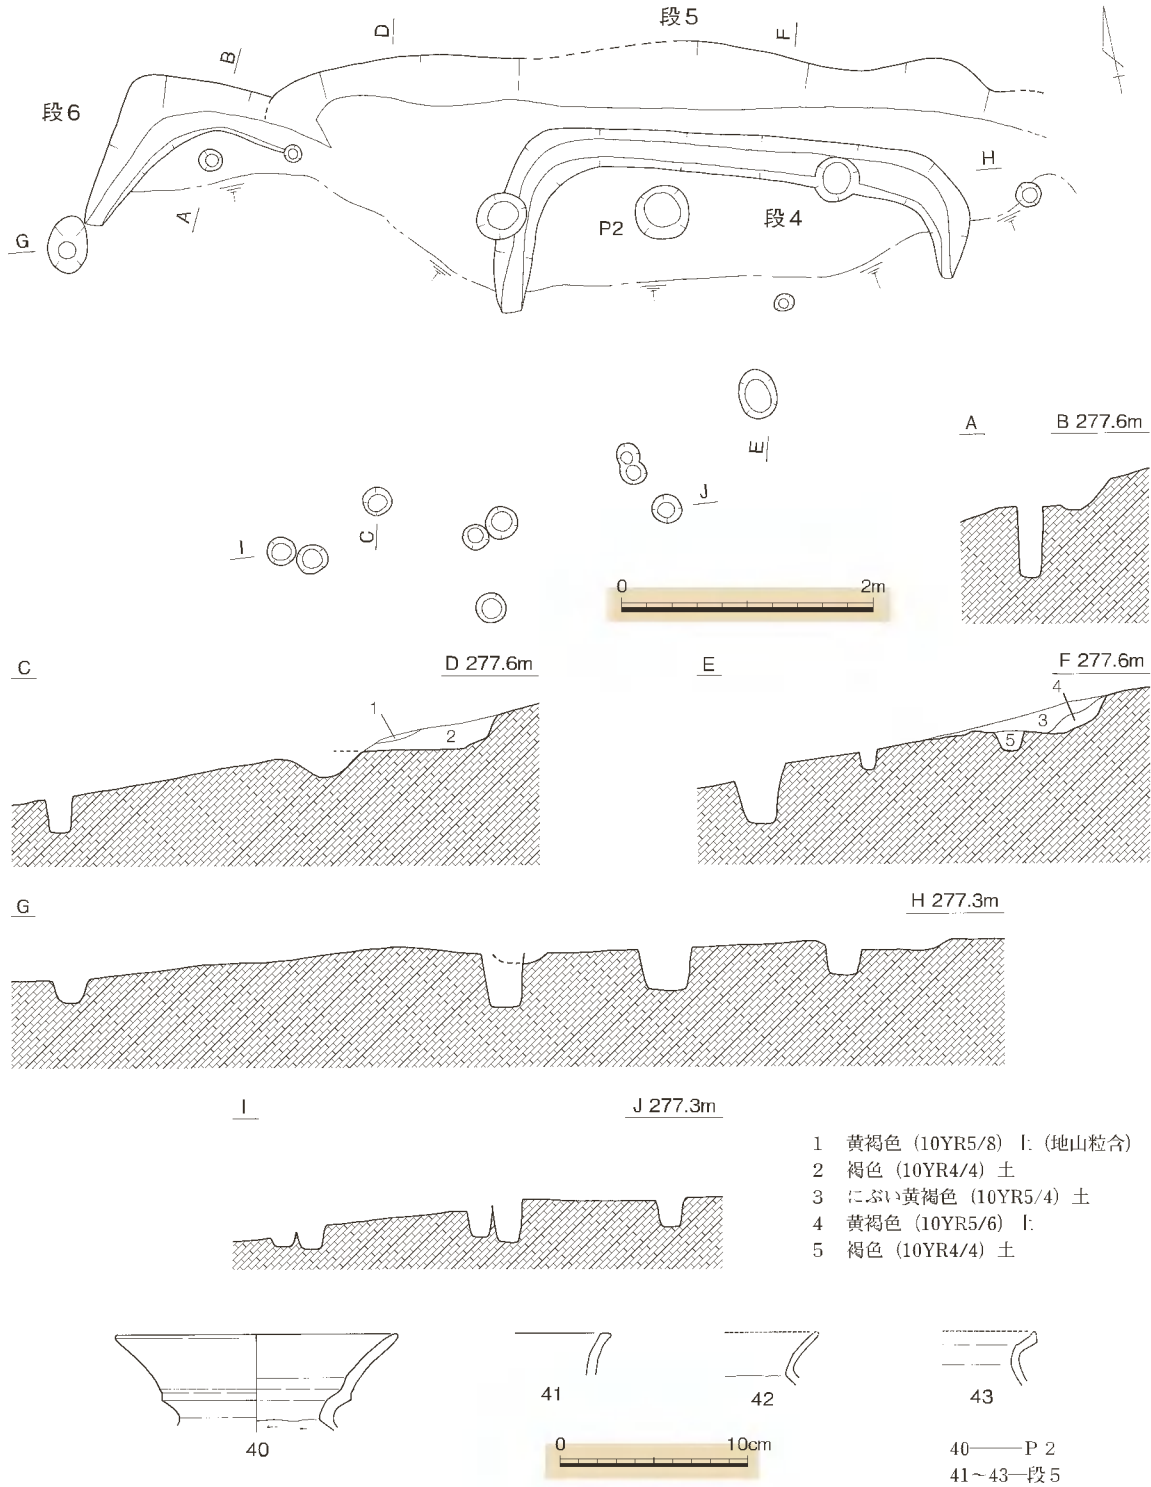 段5
D
F
B
段6
H
A
P2
段4
G
E
A
B 277.6m
J
C
I
0 2m
C
D 277.6m
E
F 277.6m
1
2
4
3
5
G
H 277.3m
I
J 277.3m
1 黄褐色（10YR5/8）土（地山粒含）
2 褐色（10YR4/4）土
3 にぶい黄褐色（10YR5/4）土
4 黄褐色（10YR5/6）土
5 褐色（10YR4/4）土
40
41
42
43
0 10cm
40――P 2
41～43―段5